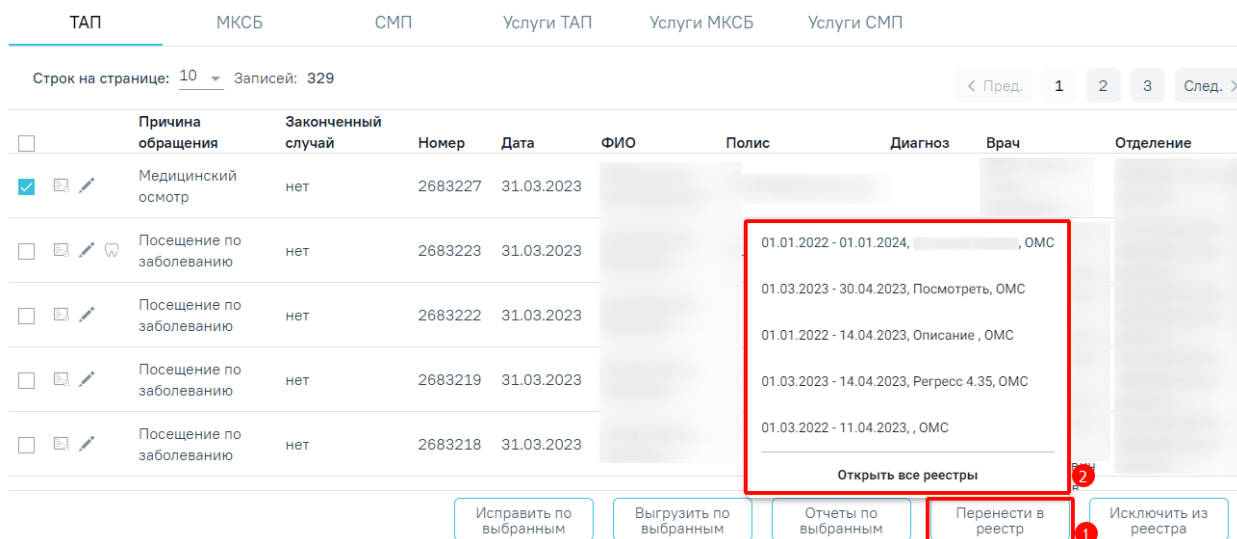 ТАП МКСБ СМП Услуги ТАП Услуги МКСБ Услуги СМП
Строк на странице: 10 Записей: 329 < Пред. 1 2 3 След. >
Причина обращения Законченный случай Номер Дата ФИО Полис Диагноз Врач Отделение
Медицинский осмотр нет 2683227 31.03.2023
Посещение по заболеванию нет 2683223 31.03.2023
Посещение по заболеванию нет 2683222 31.03.2023
Посещение по заболеванию нет 2683219 31.03.2023
Посещение по заболеванию нет 2683218 31.03.2023
01.01.2022 - 01.01.2024, , ОМС
01.03.2023 - 30.04.2023, Посмотреть, ОМС
01.01.2022 - 14.04.2023, Описание , ОМС
01.03.2023 - 14.04.2023, Регресс 4.35, ОМС
01.03.2022 - 11.04.2023, , ОМС
Открыть все реестры
2
Исправить по выбранным Выгрузить по выбранным Отчеты по выбранным Перенести в реестр 1 Исключить из реестра